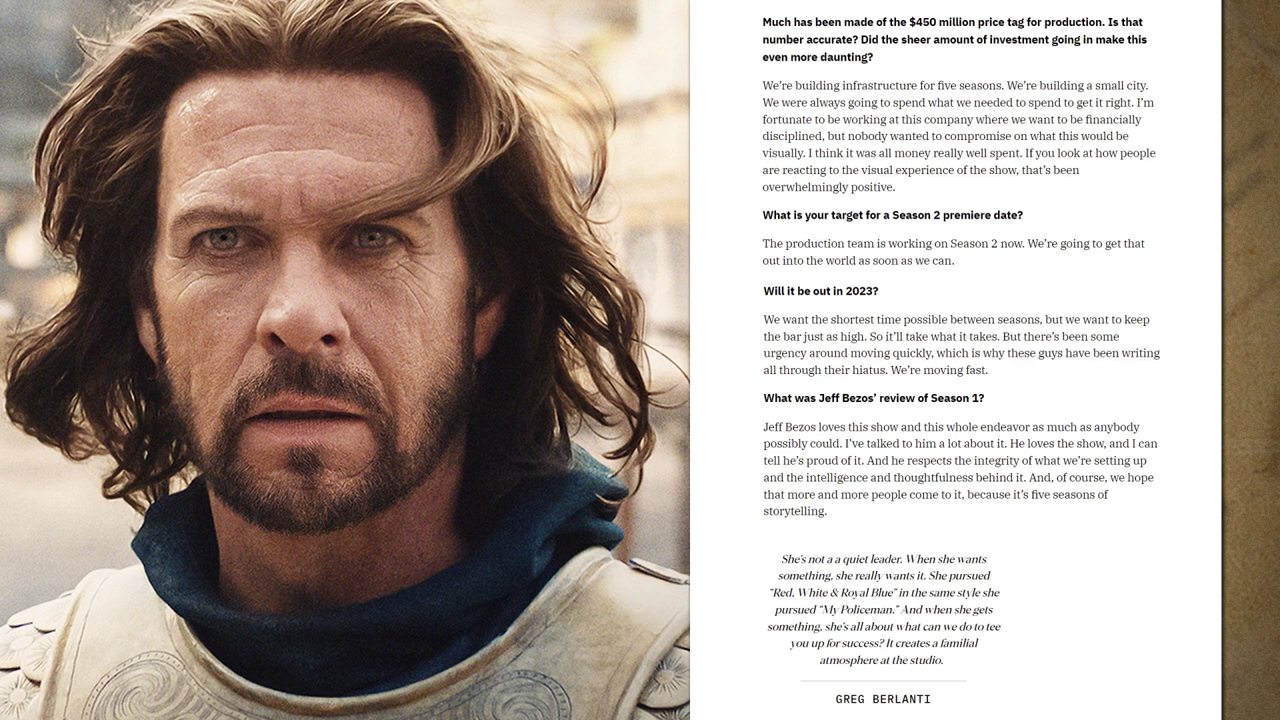 Much has been made of the $450 million price tag for production. Is that
number accurate? Did the sheer amount of investment going in make this
even more daunting?
We're building infrastructure for five seasons. We're building a small city.
We were always going to spend what we needed to spend to get it right. I'm
fortunate to be working at this company where we want to be financially
disciplined, but nobody wanted to compromise on what this would be
visually. I think it was all money really well spent. If you look at how people
are reacting to the visual experience of the show, that's been
overwhelmingly positive.
What is your target for a Season 2 premiere date?
The production team is working on Season 2 now. We're going to get that
out into the world as soon as we can.
Will it be out in 2023?
We want the shortest time possible between seasons, but we want to keep
the bar just as high. So it'll take what it takes. But there's been some
urgency around moving quickly, which is why these guys have been writing
all through their hiatus. We're moving fast.
What was Jeff Bezos' review of Season 1?
Jeff Bezos loves this show and this whole endeavor as much as anybody
possibly could. I've talked to him a lot about it. He loves the show, and I can
tell he's proud of it. And he respects the integrity of what we're setting up
and the intelligence and thoughtfulness behind it. And, of course, we hope
that more and more people come to it, because it's five seasons of
storytelling.
She's not a a quiet leader. When she wants
something, she really wants it. She pursued
"Red, White & Royal Blue" in the same style she
pursued "My Policeman." And when she gets
something, she's all about what can we do to tee
you up for success? It creates a familial
atmosphere at the studio.
GREG BERLANTI